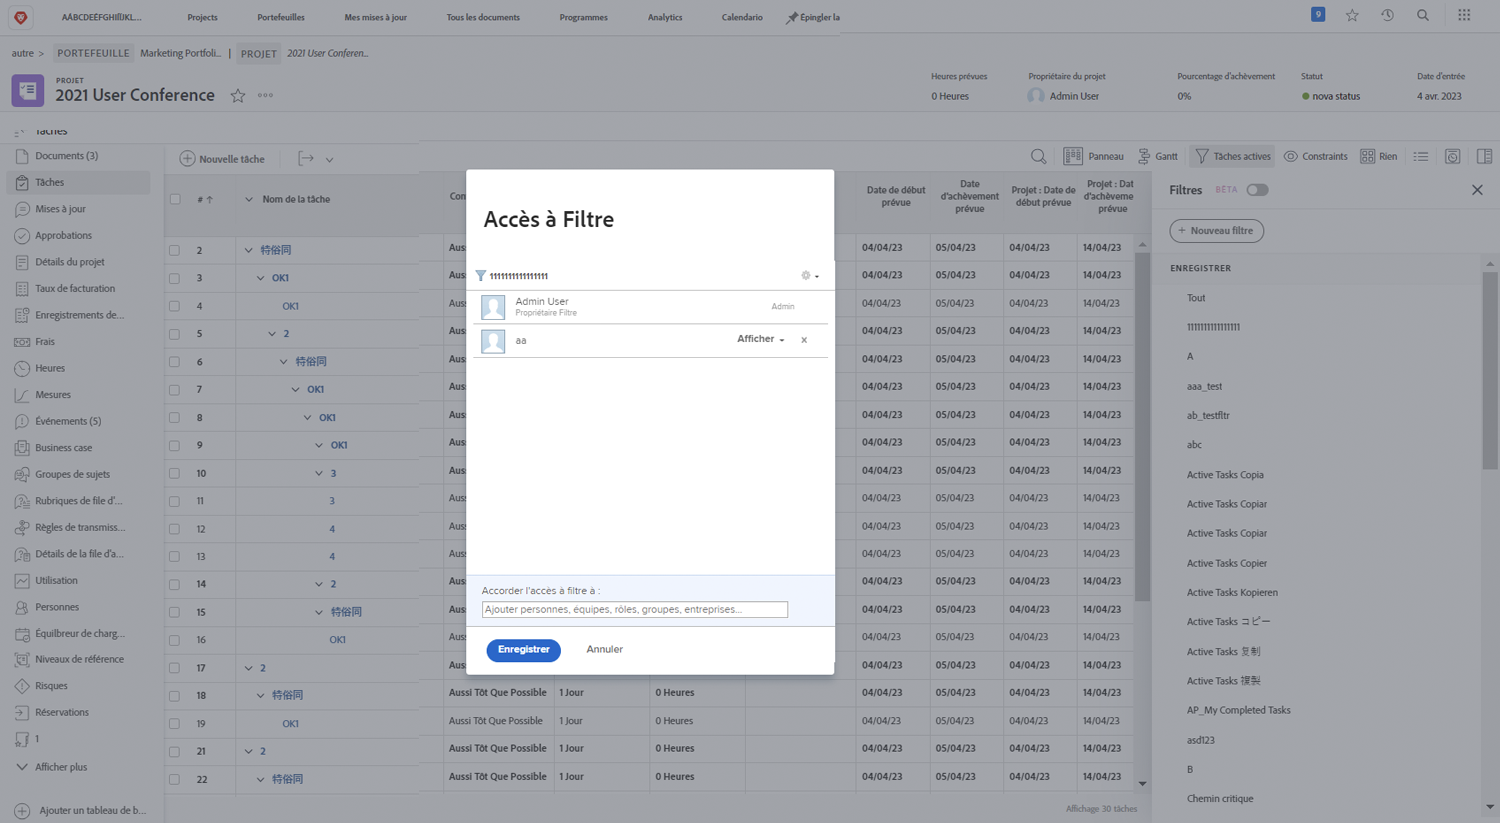 AÄBCDEÉFGHIÏÎJKL...
Projects
Portefeuilles
Mes mises à jour
Tous les documents
Programmes
Analytics
Calendario
Épingler la
9
autre >
PORTEFEUILLE
Marketing Portfoli... |
PROJET
2021 User Conferen...
PROJET
2021 User Conference
Heures prévues
0 Heures
Propriétaire du projet
Admin User
Pourcentage d'achèvement
0%
Statut
nova status
Date d'entrée
4 avr. 2023
Tâches
Documents (3)
Tâches
Mises à jour
Approbations
Détails du projet
Taux de facturation
Enregistrements de...
Frais
Heures
Mesures
Événements (5)
Business case
Groupes de sujets
Rubriques de file d'...
Règles de transmiss...
Détails de la file d'a...
Utilisation
Personnes
Équilbreur de charg...
Niveaux de référence
Risques
Réservations
1
Afficher plus
Ajouter un tableau de b...
Nouvelle tâche
Panneau
Gantt
Tâches actives
Constraints
Rien
# ↑
Nom de la tâche
Con
Date de début prévue
Date d'achèvement prévue
Projet : Date de début prévue
Projet : Dat d'achèveme prévue
2 特俗同 Auss 04/04/23 05/04/23 04/04/23 14/04/23
3 OK1 Auss 04/04/23 05/04/23 04/04/23 14/04/23
4 OK1 Auss 04/04/23 05/04/23 04/04/23 14/04/23
5 2 Auss 04/04/23 05/04/23 04/04/23 14/04/23
6 特俗同 Auss 04/04/23 05/04/23 04/04/23 14/04/23
7 OK1 Auss 04/04/23 05/04/23 04/04/23 14/04/23
8 OK1 Auss 04/04/23 05/04/23 04/04/23 14/04/23
9 OK1 Auss 04/04/23 05/04/23 04/04/23 14/04/23
10 3 Auss 04/04/23 05/04/23 04/04/23 14/04/23
11 3 Auss 04/04/23 05/04/23 04/04/23 14/04/23
12 4 Auss 04/04/23 05/04/23 04/04/23 14/04/23
13 4 Auss 04/04/23 05/04/23 04/04/23 14/04/23
14 2 Auss 04/04/23 05/04/23 04/04/23 14/04/23
15 特俗同 Auss 04/04/23 05/04/23 04/04/23 14/04/23
16 OK1 Auss 04/04/23 05/04/23 04/04/23 14/04/23
17 2 Auss 04/04/23 05/04/23 04/04/23 14/04/23
18 特俗同 Aussi Tôt Que Possible 1 Jour 0 Heures 04/04/23 05/04/23 04/04/23 14/04/23
19 OK1 Aussi Tôt Que Possible 1 Jour 0 Heures 04/04/23 05/04/23 04/04/23 14/04/23
21 2 Aussi Tôt Que Possible 1 Jour 0 Heures 04/04/23 05/04/23 04/04/23 14/04/23
22 特俗同 Aussi Tôt Que Possible 1 Jour 0 Heures 04/04/23 05/04/23 04/04/23 14/04/23
Affichage 30 tâches
Accès à Filtre
1111111111111111
Admin User
Propriétaire Filtre
Admin
aa
Afficher
x
Accorder l'accès à filtre à :
Ajouter personnes, équipes, rôles, groupes, entreprises...
Enregistrer
Annuler
Filtres
BÊTA
+ Nouveau filtre
ENREGISTRER
Tout
1111111111111111
A
aaa_test
ab_testfltr
abc
Active Tasks Copia
Active Tasks Copiar
Active Tasks Copiar
Active Tasks Copier
Active Tasks Kopieren
Active Tasks コピー
Active Tasks 复制
Active Tasks 複製
AP_My Completed Tasks
asd123
B
Chemin critique